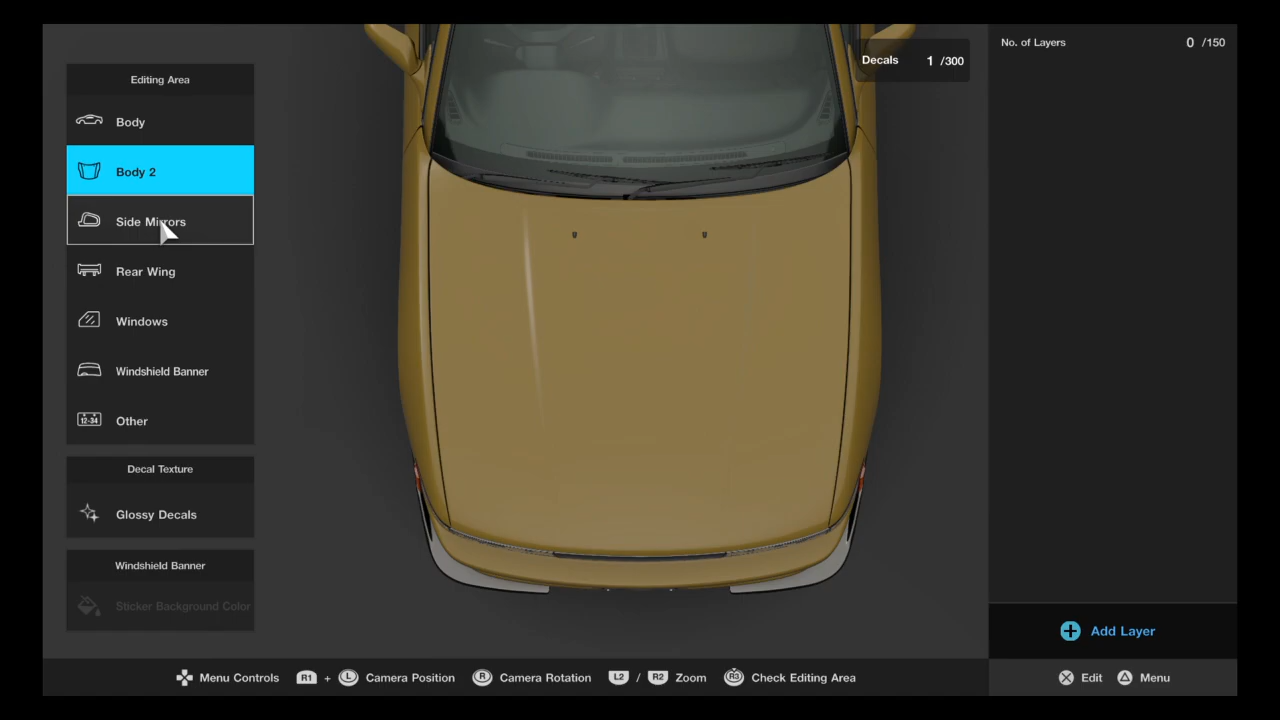 Editing Area
Body
Body 2
Side Mirrors
Rear Wing
Windows
Windshield Banner
12-34 Other
Decal Texture
Glossy Decals
Windshield Banner
Sticker Background Color
Decals 1 /300
No. of Layers 0 /150
Add Layer
Menu Controls R1 + L Camera Position R Camera Rotation L2 / R2 Zoom R3 Check Editing Area
Edit Menu